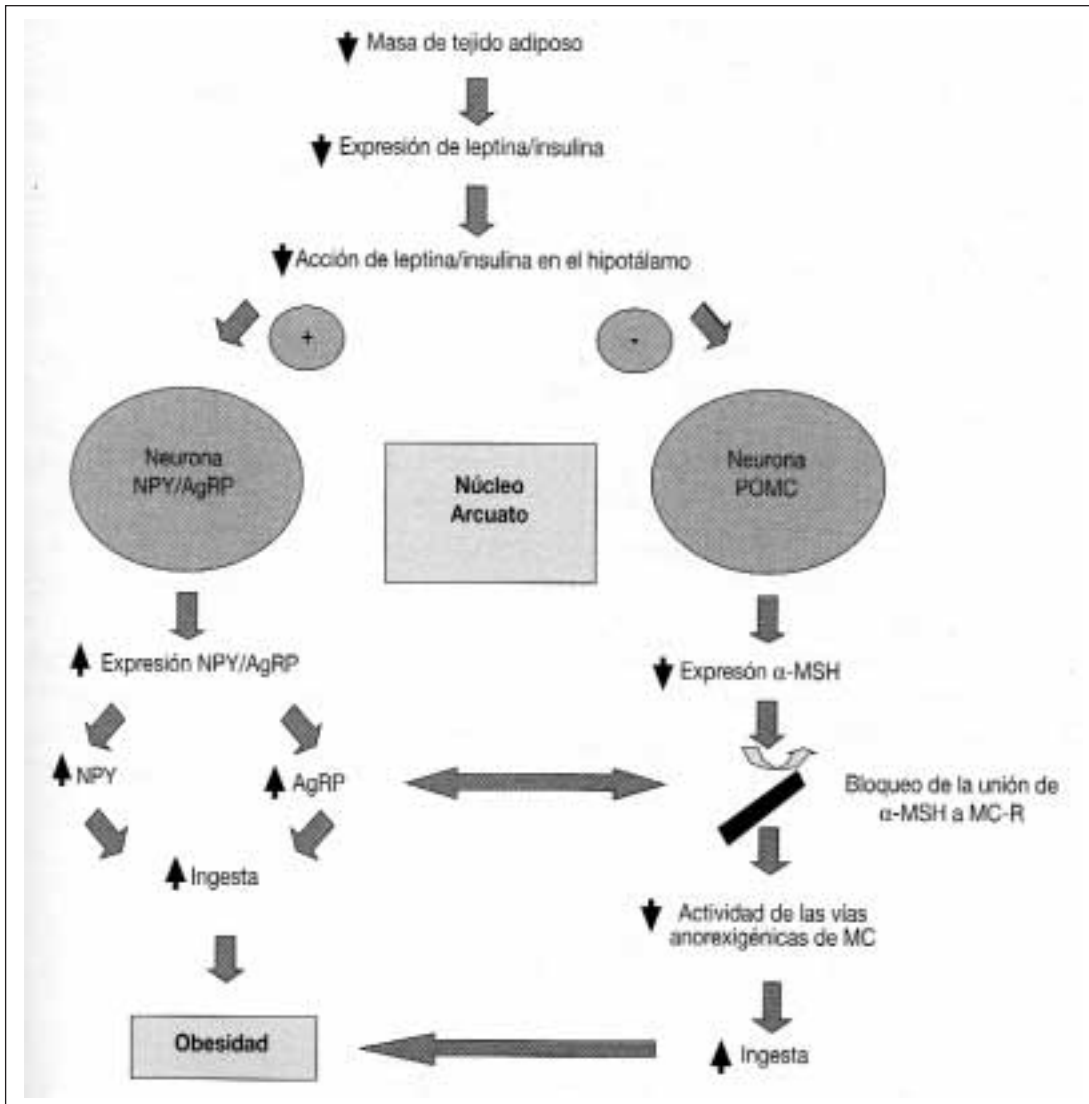 Masa de tejido adiposo
Expresión de leptina/insulina
Acción de leptina/insulina en el hipotálamo
+
-
Neurona
NPY/AgRP
Núcleo
Arcuato
Neurona
POMC
Expresión NPY/AgRP
Expresón α-MSH
NPY
AgRP
Bloqueo de la unión de
α-MSH a MC-R
Ingesta
Actividad de las vías
anorexigénicas de MC
Obesidad
Ingesta